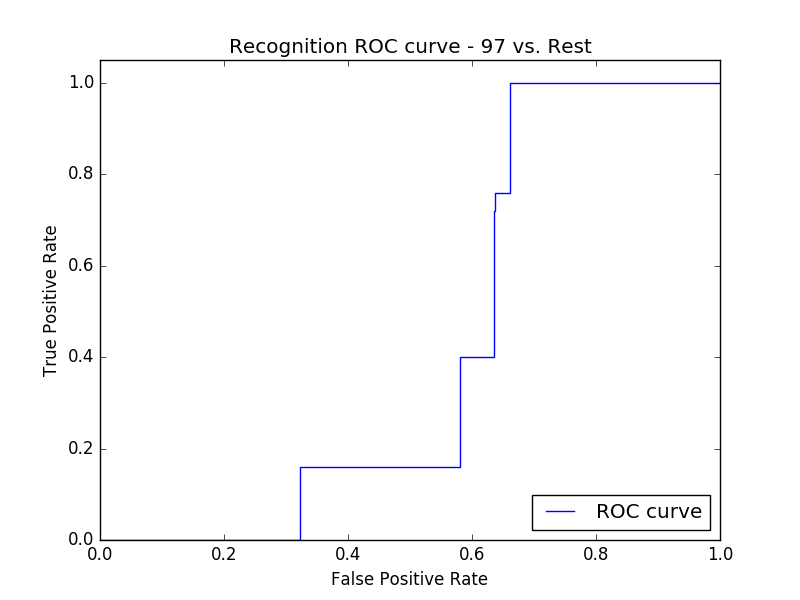 Recognition ROC curve - 97 vs. Rest
1.0
0.8
0.6
0.4
0.2
0.0
True Positive Rate
ROC curve
0.0 0.2 0.4 0.6 0.8 1.0
False Positive Rate